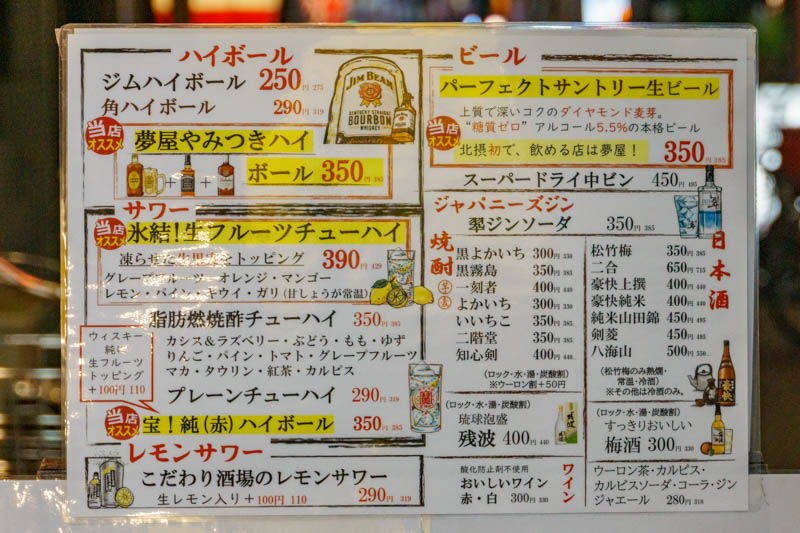 ハイボール
ジムハイボール 250円 275
角ハイボール 290円 319
当店
オススメ
夢屋やみつきハイ
ボール 350円 385
JIM BEAM
KENTUCKY STRAIGHT
BOURBON
WHISKEY
サワー
当店
オススメ
氷結!生フルーツチューハイ
390円 429
グレープフルーツ・オレンジ・マンゴー
レモン・パイン・キウイ・ガリ(甘しょうが常温)
脂肪燃焼酢チューハイ 350円 385
カシス&ラズベリー・ぶどう・もも・ゆず
りんご・パイン・トマト・グレープフルーツ
マカ・タウリン・紅茶・カルピス
ウィスキー
純に
生フルーツ
トッピング
+100円 110
プレーンチューハイ 290円 319
当店
オススメ
宝!純(赤)ハイボール 350円 385
レモンサワー
こだわり酒場のレモンサワー
生レモン入り+100円 110 290円 319
ビール
パーフェクトサントリー生ビール
上質で深いコクのダイヤモンド麦芽。
"糖質ゼロ" アルコール5.5%の本格ビール
当店
オススメ
北摂初で、飲める店は夢屋! 350円 385
スーパードライ中ビン 450円 495
ジャパニーズジン
翠ジンソーダ 350円 385
焼酎
芋・麦
黒よかいち 300円 330
黒霧島 350円 385
一刻者 400円 440
よかいち 300円 330
いいちこ 350円 385
二階堂 350円 385
知心剣 400円 440
(ロック・水・湯・炭酸割)
※ウーロン割+50円
日本酒
松竹梅 350円 385
二合 650円 715
豪快上撰 400円 440
豪快純米 400円 440
純米山田錦 450円 495
剣菱 450円 495
八海山 500円 550
(松竹梅のみ熱燗・
常温・冷酒)
※その他は冷酒のみ。
(ロック・水・湯・炭酸割)
琉球泡盛
残波 400円 440
残波
(ロック・水・湯・炭酸割)
すっきりおいしい
梅酒 300円 330
豪快
酸化防止剤不使用
おいしいワイン
赤・白 300円 330
ワイン
ウーロン茶・カルピス・
カルピスソーダ・コーラ・ジン
ジャエール 280円 318